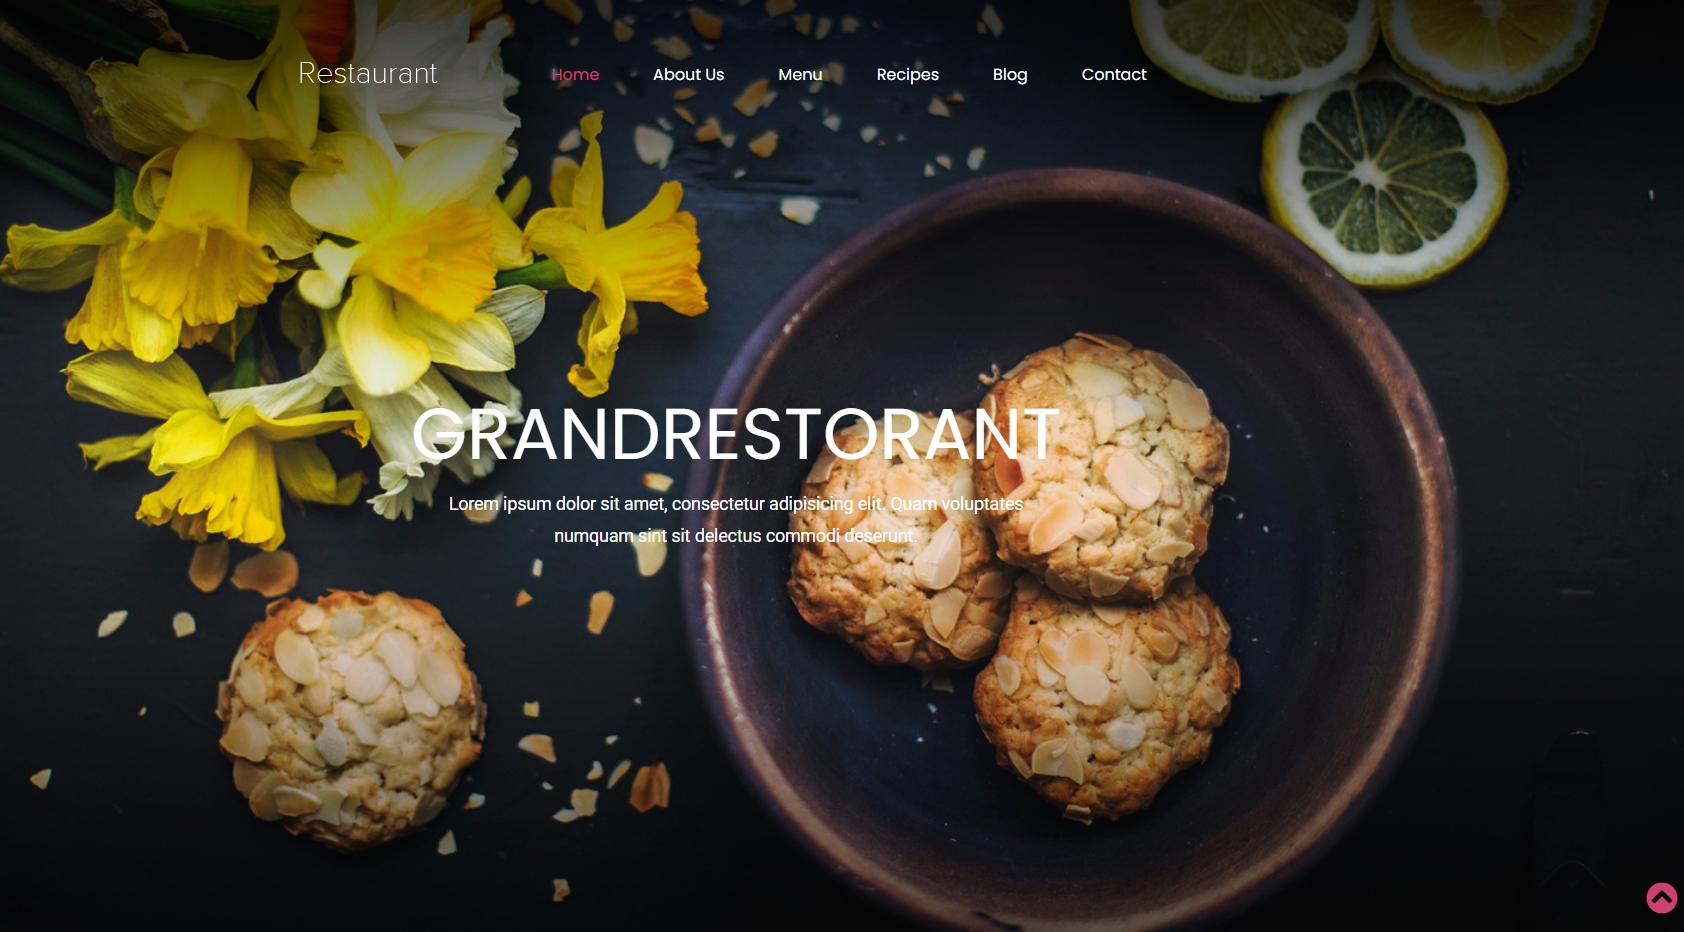 Restaurant
Home About Us Menu Recipes Blog Contact
GRANDRESTORANT
Lorem ipsum dolor sit amet, consectetur adipisicing elit. Quam voluptates
numquam sint sit delectus commodi deserunt.